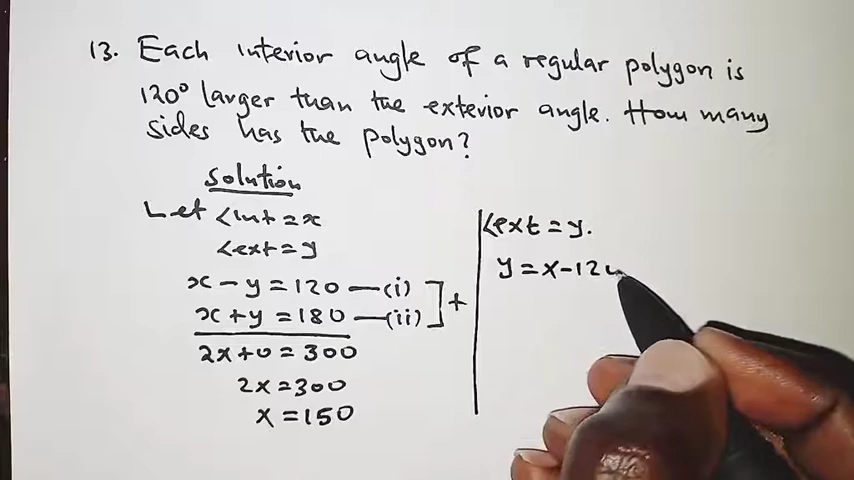 13. Each interior angle of a regular polygon is
120° larger than the exterior angle. How many
sides has the polygon?
Solution
Let <int = x
<ext = y
x - y = 120 —(i)
x + y = 180 —(ii) ] +
2x + 0 = 300
2x = 300
x = 150
<ext = y.
y = x - 120